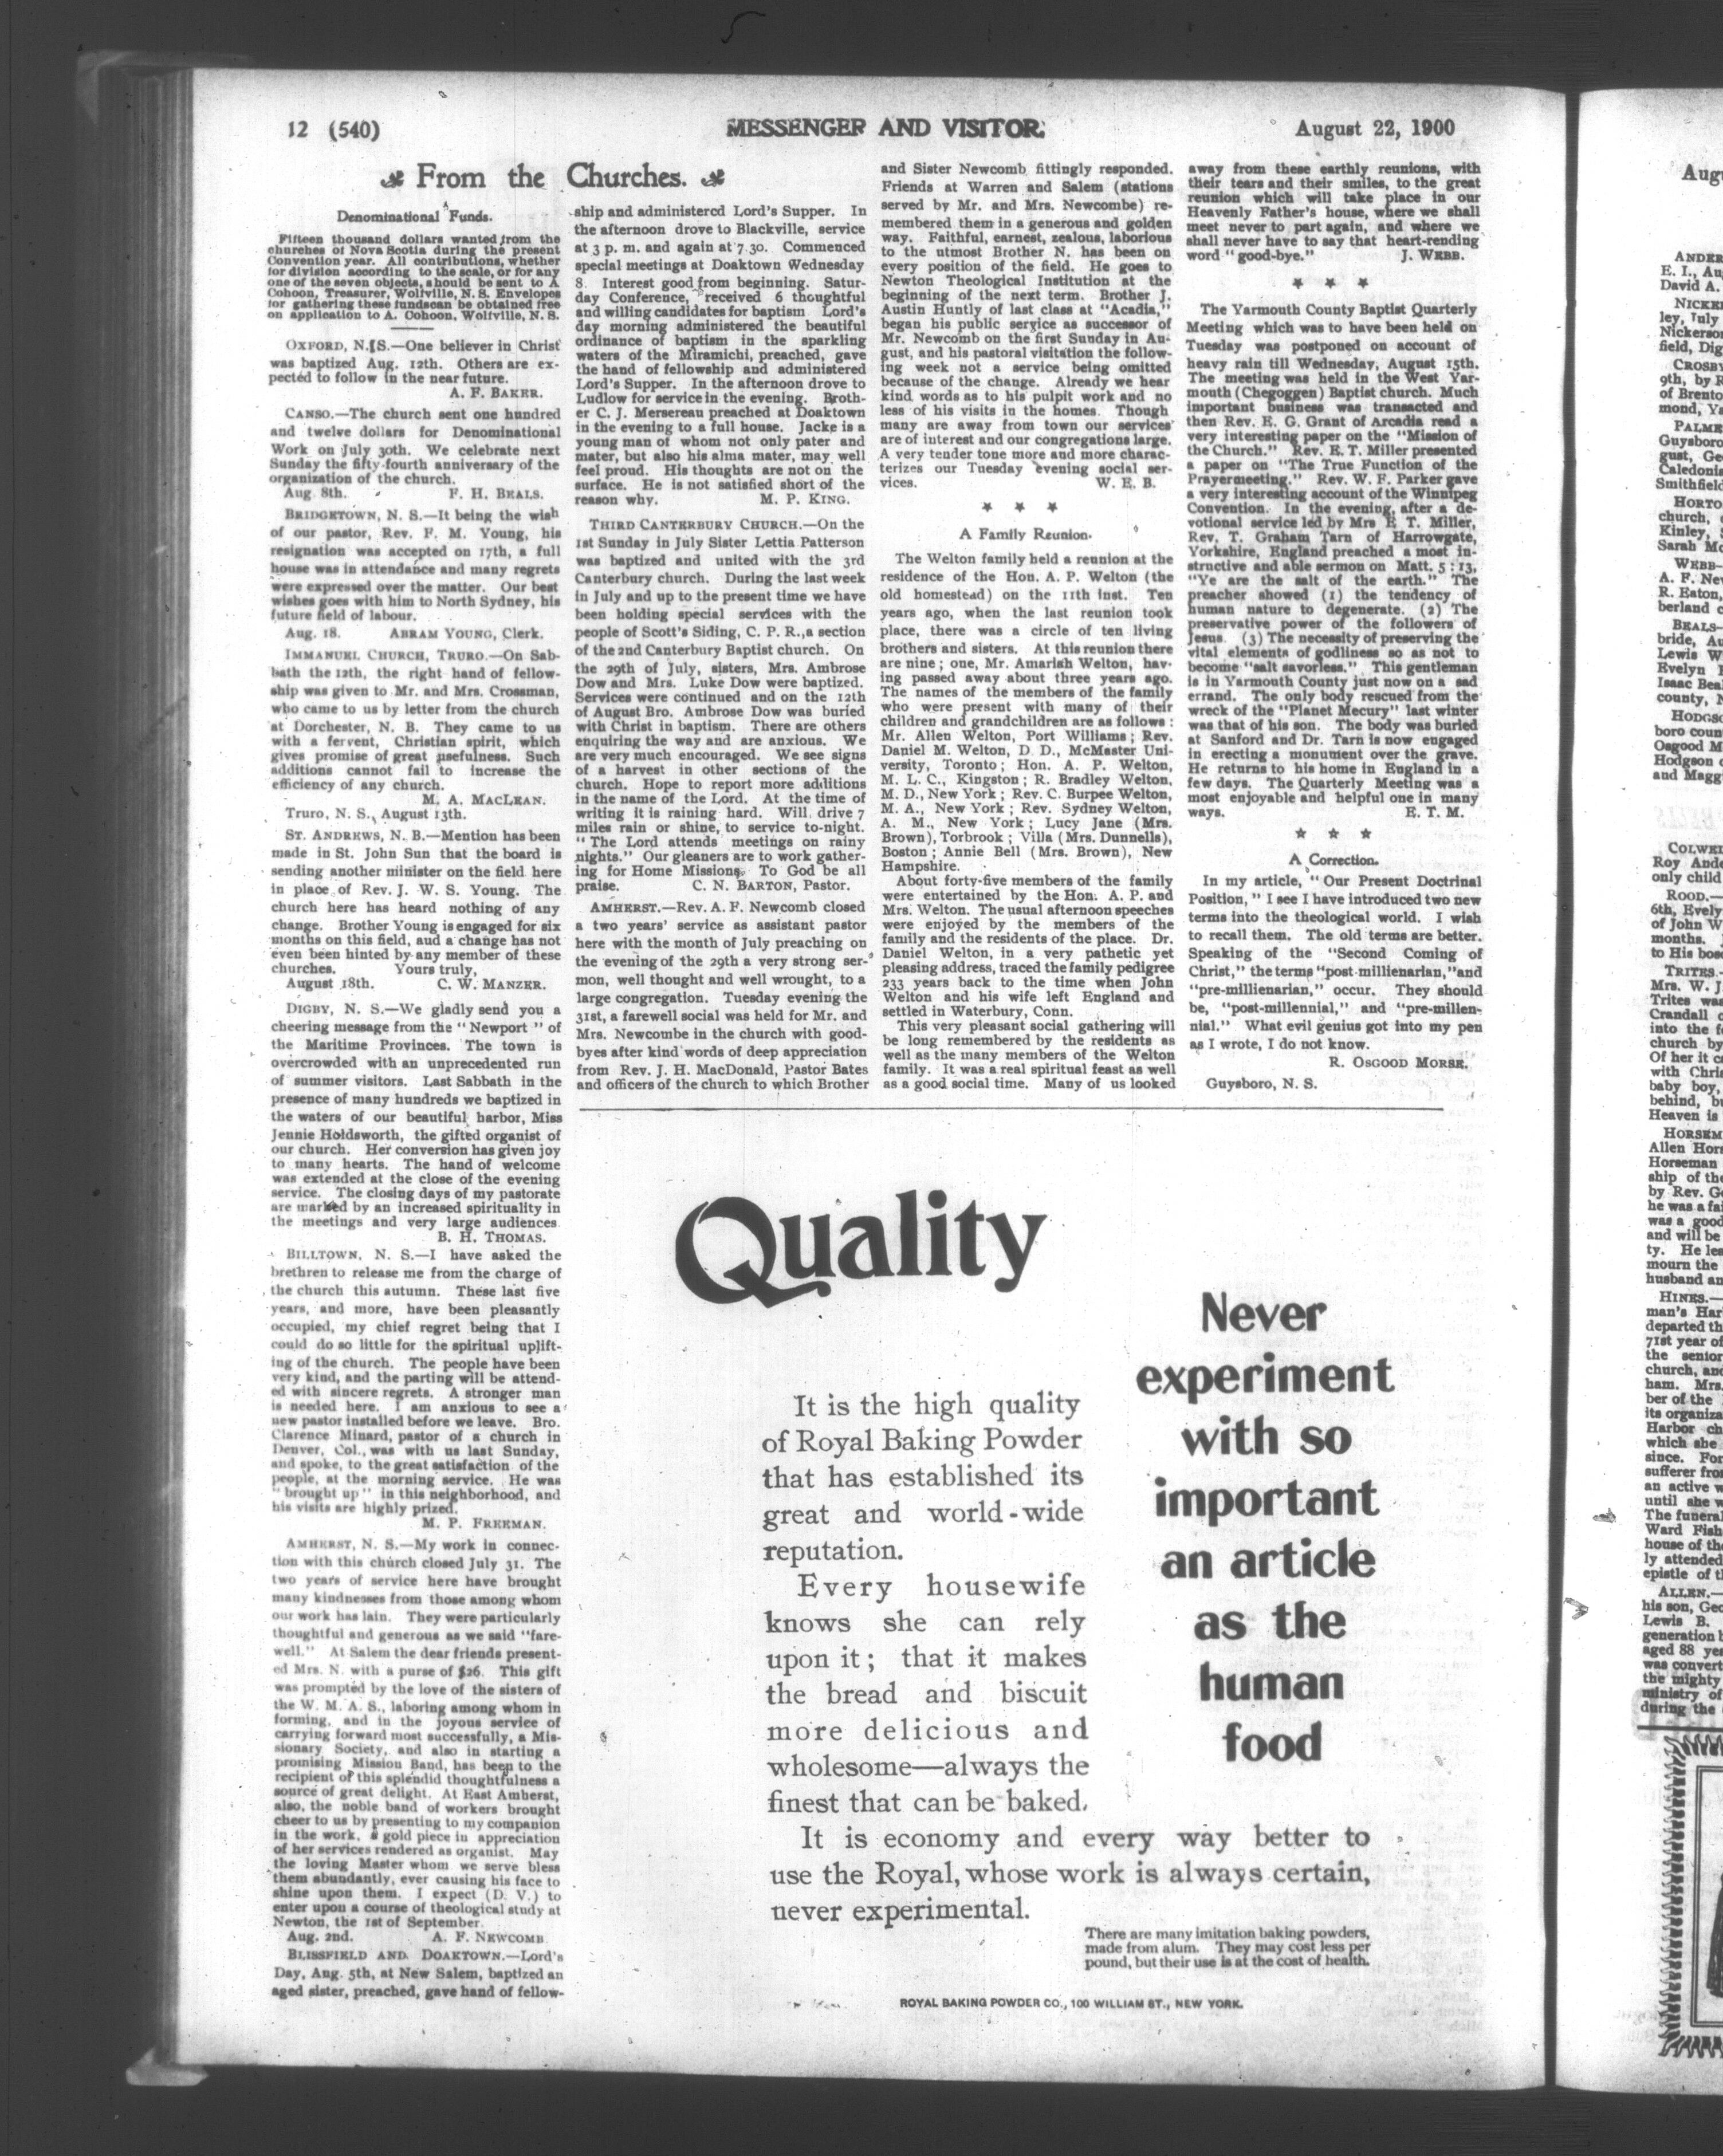 12 (540)
MESSENGER AND VISITOR.
August 22, 1900
From the Churches.
Denominational Funds.
Fifteen thousand dollars wanted from the
churches of Nova Scotia during the present
Convention year. All contributions, whether
for division according to the scale, or for any
one of the seven objects, should be sent to A
Cohoon, Treasurer, Wolfville, N. S. Envelopes
for gathering these funds can be obtained free
on application to A. Cohoon, Wolfville, N. S.
OXFORD, N. S.—One believer in Christ
was baptized Aug. 12th. Others are ex-
pected to follow in the near future.
A. F. BAKER.
CANSO.—The church sent one hundred
and twelve dollars for Denominational
Work on July 30th. We celebrate next
Sunday the fifty-fourth anniversary of the
organization of the church.
Aug 8th. F. H. BEALS.
BRIDGETOWN, N. S.—It being the wish
of our pastor, Rev. F. M. Young, his
resignation was accepted on 17th, a full
house was in attendance and many regrets
were expressed over the matter. Our best
wishes goes with him to North Sydney, his
future field of labour.
Aug. 18. ABRAM YOUNG, Clerk.
IMMANUEL CHURCH, TRURO.—On Sab-
bath the 12th, the right hand of fellow-
ship was given to Mr. and Mrs. Crossman,
who came to us by letter from the church
at Dorchester, N. B. They came to us
with a fervent, Christian spirit, which
gives promise of great usefulness. Such
additions cannot fail to increase the
efficiency of any church.
M. A. MACLEAN.
Truro, N. S., August 13th.
ST. ANDREWS, N. B.—Mention has been
made in St. John Sun that the board is
sending another minister on the field here
in place of Rev. J. W. S. Young. The
church here has heard nothing of any
change. Brother Young is engaged for six
months on this field, aud a change has not
even been hinted by any member of these
churches. Yours truly,
August 18th. C. W. MANZER.
DIGBY, N. S.—We gladly send you a
cheering message from the "Newport" of
the Maritime Provinces. The town is
overcrowded with an unprecedented run
of summer visitors. Last Sabbath in the
presence of many hundreds we baptized in
the waters of our beautiful harbor, Miss
Jennie Holdsworth, the gifted organist of
our church. Her conversion has given joy
to many hearts. The hand of welcome
was extended at the close of the evening
service. The closing days of my pastorate
are marked by an increased spirituality in
the meetings and very large audiences
B. H. THOMAS.
BILLTOWN, N. S.—I have asked the
brethren to release me from the charge of
the church this autumn. These last five
years, and more, have been pleasantly
occupied, my chief regret being that I
could do so little for the spiritual uplift-
ing of the church. The people have been
very kind, and the parting will be attend-
ed with sincere regrets. A stronger man
is needed here. I am anxious to see a
new pastor installed before we leave. Bro.
Clarence Minard, pastor of a church in
Denver, Col., was with us last Sunday,
and spoke, to the great satisfaction of the
people, at the morning service. He was
"brought up" in this neighborhood, and
his visits are highly prized.
M. P. FREEMAN.
AMHERST, N. S.—My work in connec-
tion with this church closed July 31. The
two years of service here have brought
many kindnesses from those among whom
our work has lain. They were particularly
thoughtful and generous as we said "fare-
well." At Salem the dear friends present-
ed Mrs. N. with a purse of $26. This gift
was prompted by the love of the sisters of
the W. M. A. S., laboring among whom in
forming, and in the joyous service of
carrying forward most successfully, a Mis-
sionary Society, and also in starting a
promising Mission Band, has been to the
recipient of this splendid thoughtfulness a
source of great delight. At East Amherst,
also, the noble band of workers brought
cheer to us by presenting to my companion
in the work, a gold piece in appreciation
of her services rendered as organist. May
the loving Master whom we serve bless
them abundantly, ever causing his face to
shine upon them. I expect (D. V.) to
enter upon a course of theological study at
Newton, the 1st of September.
Aug. 2nd. A. F. NEWCOMB
BLISSFIELD AND DOAKTOWN.—Lord's
Day, Aug. 5th, at New Salem, baptized an
aged sister, preached, gave hand of fellow-
ship and administered Lord's Supper. In
the afternoon drove to Blackville, service
at 3 p. m. and again at 7.30. Commenced
special meetings at Doaktown Wednesday
8. Interest good from beginning. Satur-
day Conference, received 6 thoughtful
and willing candidates for baptism Lord's
day morning administered the beautiful
ordinance of baptism in the sparkling
waters of the Miramichi, preached, gave
the hand of fellowship and administered
Lord's Supper. In the afternoon drove to
Ludlow for service in the evening. Broth-
er C. J. Mersereau preached at Doaktown
in the evening to a full house. Jacke is a
young man of whom not only pater and
mater, but also his alma mater, may well
feel proud. His thoughts are not on the
surface. He is not satisfied short of the
reason why. M. P. KING.
THIRD CANTERBURY CHURCH.—On the
1st Sunday in July Sister Lettia Patterson
was baptized and united with the 3rd
Canterbury church. During the last week
in July and up to the present time we have
been holding special services with the
people of Scott's Siding, C. P. R., a section
of the 2nd Canterbury Baptist church. On
the 29th of July, sisters, Mrs. Ambrose
Dow and Mrs. Luke Dow were baptized.
Services were continued and on the 12th
of August Bro. Ambrose Dow was buried
with Christ in baptism. There are others
enquiring the way and are anxious. We
are very much encouraged. We see signs
of a harvest in other sections of the
church. Hope to report more additions
in the name of the Lord. At the time of
writing it is raining hard. Will drive 7
miles rain or shine, to service to-night.
"The Lord attends meetings on rainy
nights." Our gleaners are to work gather-
ing for Home Missions. To God be all
praise. C. N. BARTON, Pastor.
AMHERST.—Rev. A. F. Newcomb closed
a two years' service as assistant pastor
here with the month of July preaching on
the evening of the 29th a very strong ser-
mon, well thought and well wrought, to a
large congregation. Tuesday evening the
31st, a farewell social was held for Mr. and
Mrs. Newcombe in the church with good-
byes after kind words of deep appreciation
from Rev. J. H. MacDonald, Pastor Bates
and officers of the church to which Brother
and Sister Newcomb fittingly responded.
Friends at Warren and Salem (stations
served by Mr. and Mrs. Newcombe) re-
membered them in a generous and golden
way. Faithful, earnest, zealous, laborious
to the utmost Brother N. has been on
every position of the field. He goes to
Newton Theological Institution at the
beginning of the next term. Brother J.
Austin Huntly of last class at "Acadia,"
began his public service as successor of
Mr. Newcomb on the first Sunday in Au-
gust, and his pastoral visitation the follow-
ing week not a service being omitted
because of the change. Already we hear
kind words as to his pulpit work and no
less of his visits in the homes. Though
many are away from town our services
are of interest and our congregations large.
A very tender tone more and more charac-
terizes our Tuesday evening social ser-
vices. W. E. B.
* * *
A Family Reunion.
The Welton family held a reunion at the
residence of the Hon. A. P. Welton (the
old homestead) on the 11th inst. Ten
years ago, when the last reunion took
place, there was a circle of ten living
brothers and sisters. At this reunion there
are nine; one, Mr. Amariah Welton, hav-
ing passed away about three years ago.
The names of the members of the family
who were present with many of their
children and grandchildren are as follows:
Mr. Allen Welton, Port Williams; Rev.
Daniel M. Welton, D. D., McMaster Uni-
versity, Toronto; Hon. A. P. Welton,
M. L. C., Kingston; R. Bradley Welton,
M. D., New York; Rev. C. Burpee Welton,
M. A., New York; Rev. Sydney Welton,
A. M., New York; Lucy Jane (Mrs.
Brown), Torbrook; Villa (Mrs. Dunnells),
Boston; Annie Bell (Mrs. Brown), New
Hampshire.
About forty-five members of the family
were entertained by the Hon. A. P. and
Mrs. Welton. The usual afternoon speeches
were enjoyed by the members of the
family and the residents of the place. Dr.
Daniel Welton, in a very pathetic yet
pleasing address, traced the family pedigree
233 years back to the time when John
Welton and his wife left England and
settled in Waterbury, Conn.
This very pleasant social gathering will
be long remembered by the residents as
well as the many members of the Welton
family. It was a real spiritual feast as well
as a good social time. Many of us looked
away from these earthly reunions, with
their tears and their smiles, to the great
reunion which will take place in our
Heavenly Father's house, where we shall
meet never to part again, and where we
shall never have to say that heart-rending
word "good-bye." J. WEBB.
* * *
The Yarmouth County Baptist Quarterly
Meeting which was to have been held on
Tuesday was postponed on account of
heavy rain till Wednesday, August 15th.
The meeting was held in the West Yar-
mouth (Chegoggen) Baptist church. Much
important business was transacted and
then Rev. E. G. Grant of Arcadia read a
very interesting paper on the "Mission of
the Church." Rev. E. T. Miller presented
a paper on "The True Function of the
Prayermeeting." Rev. W. F. Parker gave
a very interesting account of the Winnipeg
Convention. In the evening, after a de-
votional service led by Mrs E T. Miller,
Rev. T. Graham Tarn of Harrowgate,
Yorkshire, England preached a most in-
structive and able sermon on Matt. 5:13,
"Ye are the salt of the earth." The
preacher showed (1) the tendency of
human nature to degenerate. (2) The
preservative power of the followers of
Jesus. (3) The necessity of preserving the
vital elements of godliness so as not to
become "salt savorless." This gentleman
is in Yarmouth County just now on a sad
errand. The only body rescued from the
wreck of the "Planet Mecury" last winter
was that of his son. The body was buried
at Sanford and Dr. Tarn is now engaged
in erecting a monument over the grave.
He returns to his home in England in a
few days. The Quarterly Meeting was a
most enjoyable and helpful one in many
ways. E. T. M.
* * *
A Correction.
In my article, "Our Present Doctrinal
Position," I see I have introduced two new
terms into the theological world. I wish
to recall them. The old terms are better.
Speaking of the "Second Coming of
Christ," the terms "post-millienarian," and
"pre-millienarian," occur. They should
be, "post-millennial," and "pre-millen-
nial." What evil genius got into my pen
as I wrote, I do not know.
R. OSGOOD MORSE.
Guysboro, N. S.
Quality
It is the high quality
of Royal Baking Powder
that has established its
great and world-wide
reputation.
Every housewife
knows she can rely
upon it; that it makes
the bread and biscuit
more delicious and
wholesome—always the
finest that can be baked.
Never
experiment
with so
important
an article
as the
human
food
It is economy and every way better to
use the Royal, whose work is always certain,
never experimental.
There are many imitation baking powders,
made from alum. They may cost less per
pound, but their use is at the cost of health.
ROYAL BAKING POWDER CO., 100 WILLIAM ST., NEW YORK.